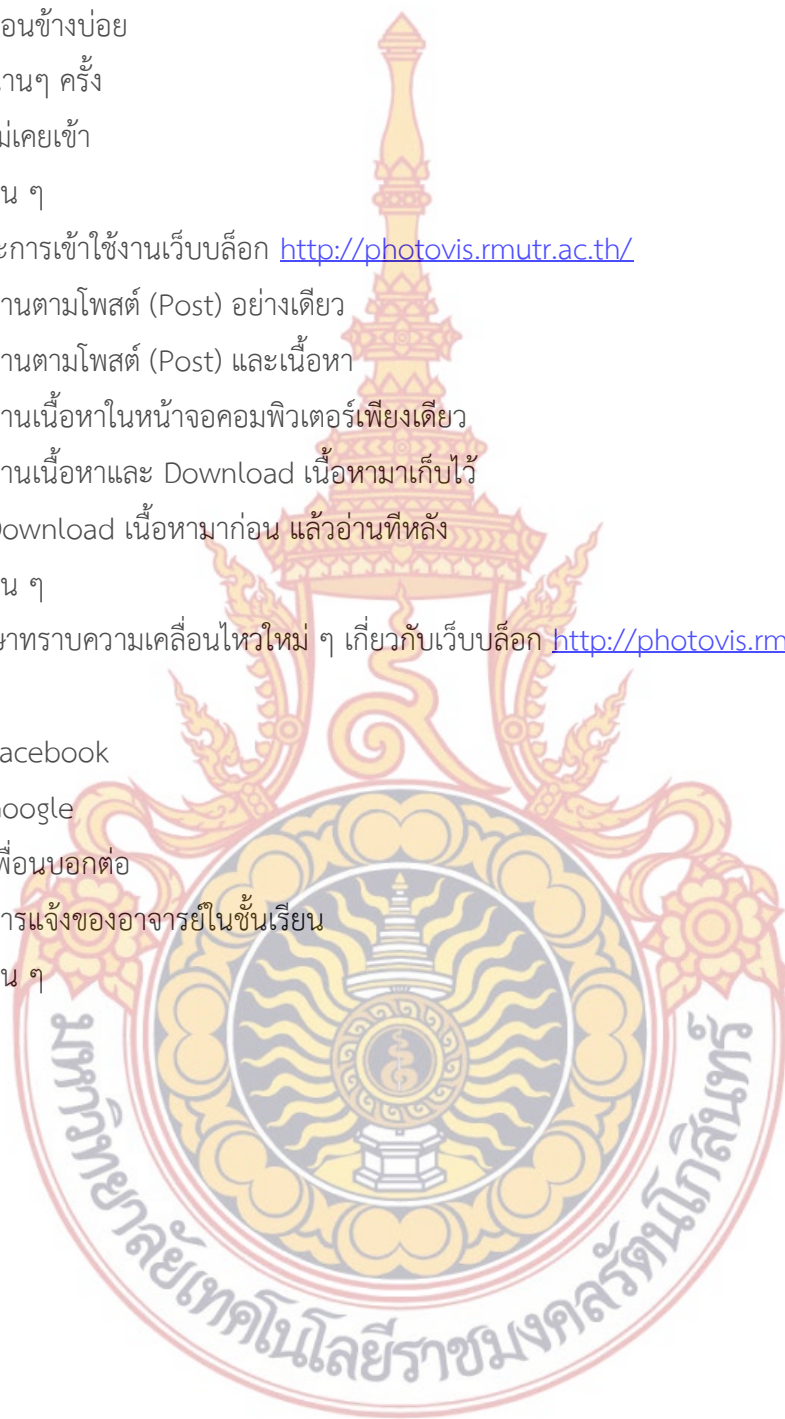 อนข้างบ่อย
านๆ ครั้ง
ม่เคยเข้า
น ๆ
ะการเข้าใช้งานเว็บบล็อก http://photovis.rmutr.ac.th/
านตามโพสต์ (Post) อย่างเดียว
านตามโพสต์ (Post) และเนื้อหา
านเนื้อหาในหน้าจอคอมพิวเตอร์เพียงเดียว
านเนื้อหาและ Download เนื้อหามาเก็บไว้
Download เนื้อหามาก่อน แล้วอ่านทีหลัง
น ๆ
ษาทราบความเคลื่อนไหวใหม่ ๆ เกี่ยวกับเว็บบล็อก http://photovis.rm
acebook
Google
พื่อนบอกต่อ
ารแจ้งของอาจารย์ในชั้นเรียน
น ๆ
มหาวิทยาลัยเทคโนโลยีราชมงคลรัตนโกสินทร์